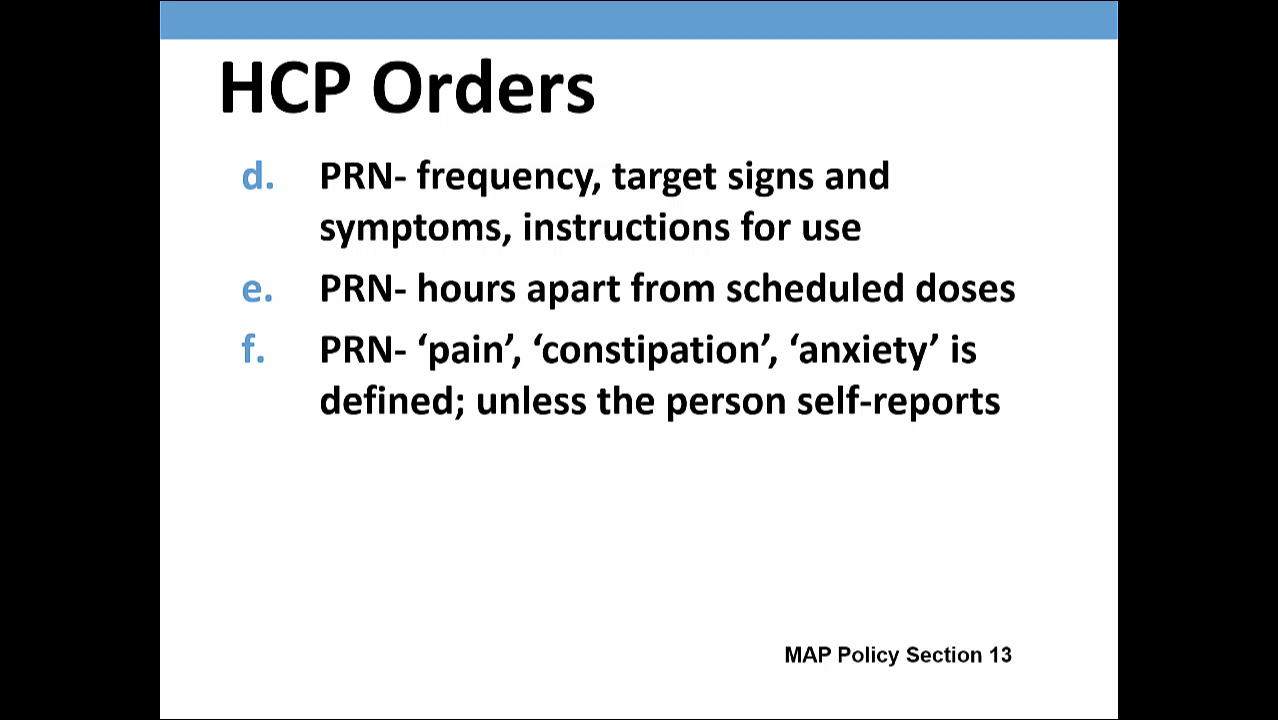 HCP Orders
d. PRN- frequency, target signs and
symptoms, instructions for use
e. PRN- hours apart from scheduled doses
f. PRN- ‘pain’, ‘constipation’, ‘anxiety’ is
defined; unless the person self-reports
MAP Policy Section 13